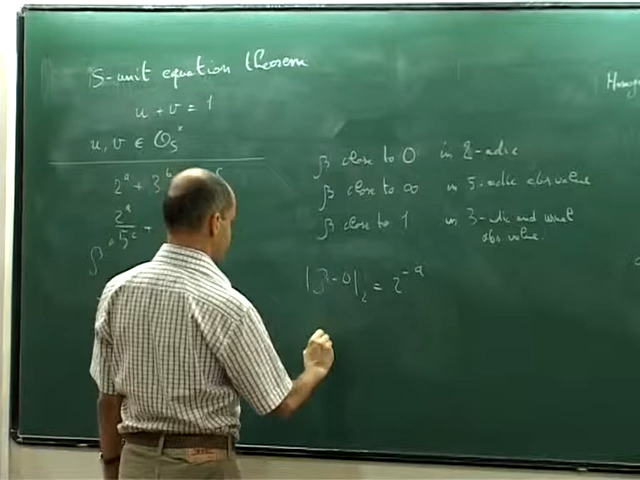 S-unit equation theorem
u + v = 1
u, v ∈ O_S^*
2^a + 3^b
2^a / 5^c +
β
β close to 0 in 2-adic
β close to ∞ in 5-adic abs. value
β close to 1 in 3-adic and usual
abs. value.
|β-0|_2 = 2^{-a}